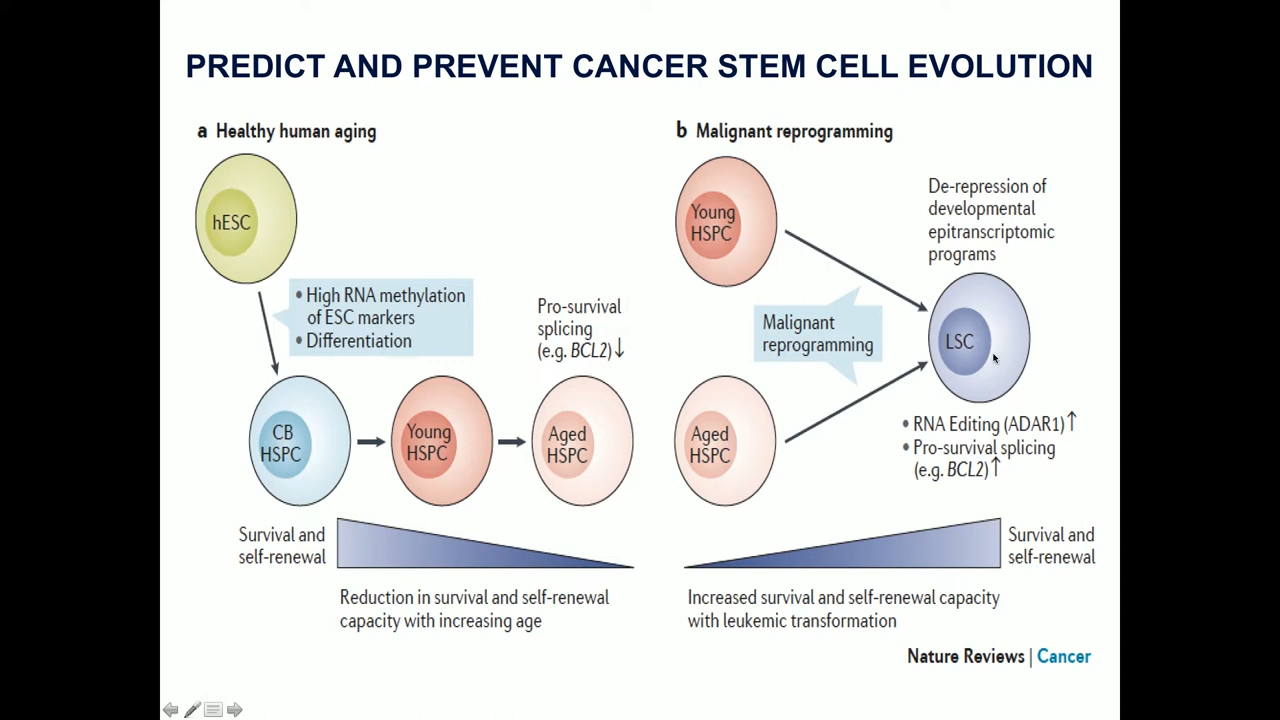 PREDICT AND PREVENT CANCER STEM CELL EVOLUTION
a Healthy human aging
hESC
• High RNA methylation
of ESC markers
• Differentiation
Pro-survival
splicing
(e.g. BCL2)↓
CB
HSPC
Young
HSPC
Aged
HSPC
Survival and
self-renewal
Reduction in survival and self-renewal
capacity with increasing age
b Malignant reprogramming
Young
HSPC
De-repression of
developmental
epitranscriptomic
programs
Malignant
reprogramming
LSC
Aged
HSPC
• RNA Editing (ADAR1)↑
• Pro-survival splicing
(e.g. BCL2)↑
Survival and
self-renewal
Increased survival and self-renewal capacity
with leukemic transformation
Nature Reviews | Cancer